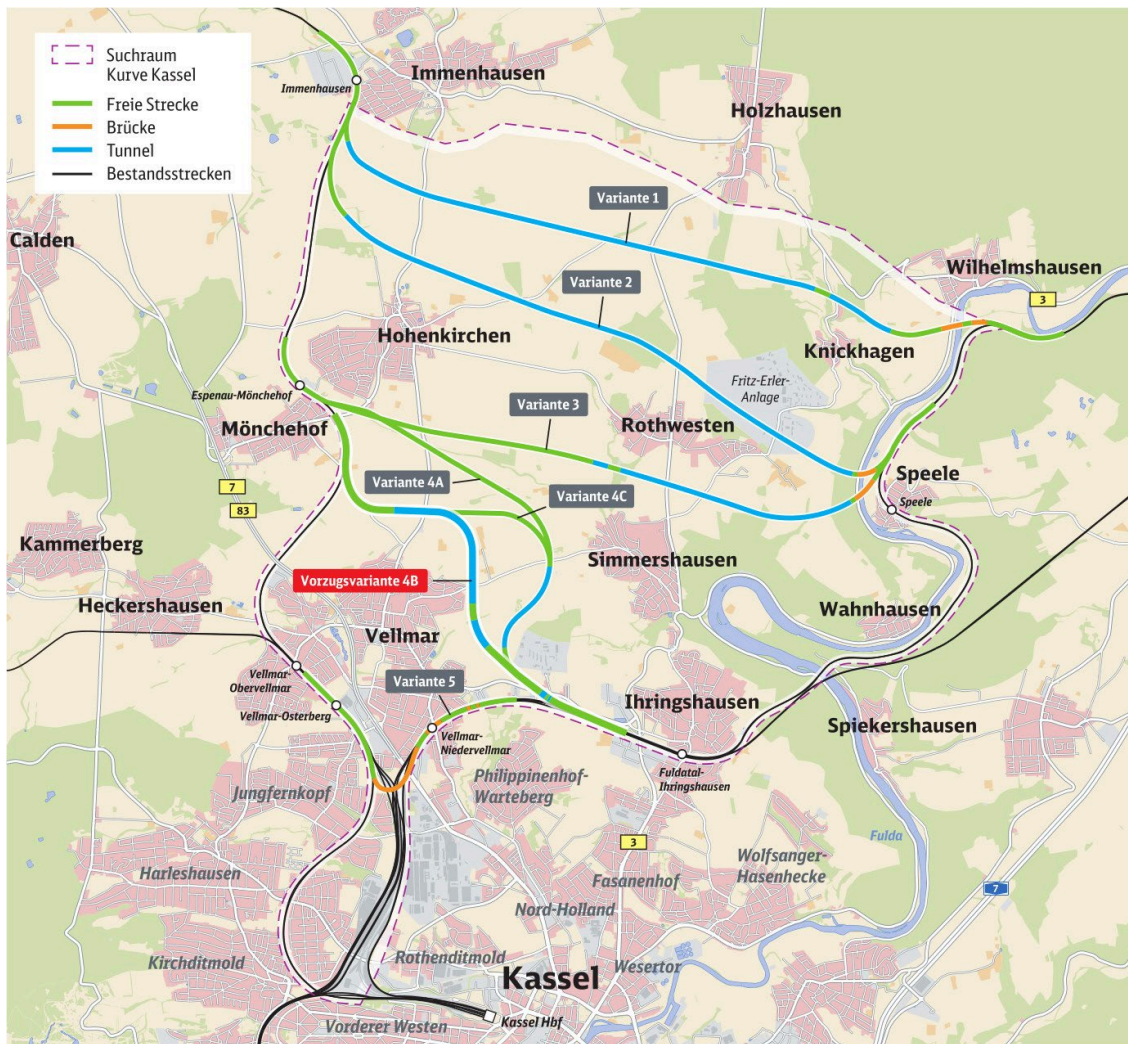 Suchraum
Kurve Kassel
Freie Strecke
Brücke
Tunnel
Bestandsstrecken
Immenhausen
Immenhausen
Holzhausen
Variante 1
Calden
Wilhelmshausen
3
Variante 2
Hohenkirchen
Knickhagen
Espenau-Mönchehof
Fritz-Erler-
Anlage
Variante 3
Mönchehof
Rothwesten
Speele
Speele
7
83
Variante 4A
Variante 4C
Kammerberg
Simmershausen
Vorzugsvariante 4B
Heckershausen
Wahnhausen
Vellmar
Vellmar-
Obervellmar
Variante 5
Ihringshausen
Vellmar-Osterberg
Vellmar-
Niedervellmar
Spiekershausen
Fuldatal-
Ihringshausen
Jungfernkopf
Philippinenhof-
Warteberg
3
Fulda
Harleshausen
Wolfsanger-
Hasenhecke
Fasanenhof
7
Nord-Holland
Kirchditmold
Rothenditmold
Wesertor
Kassel
Vorderer Westen
Kassel Hbf